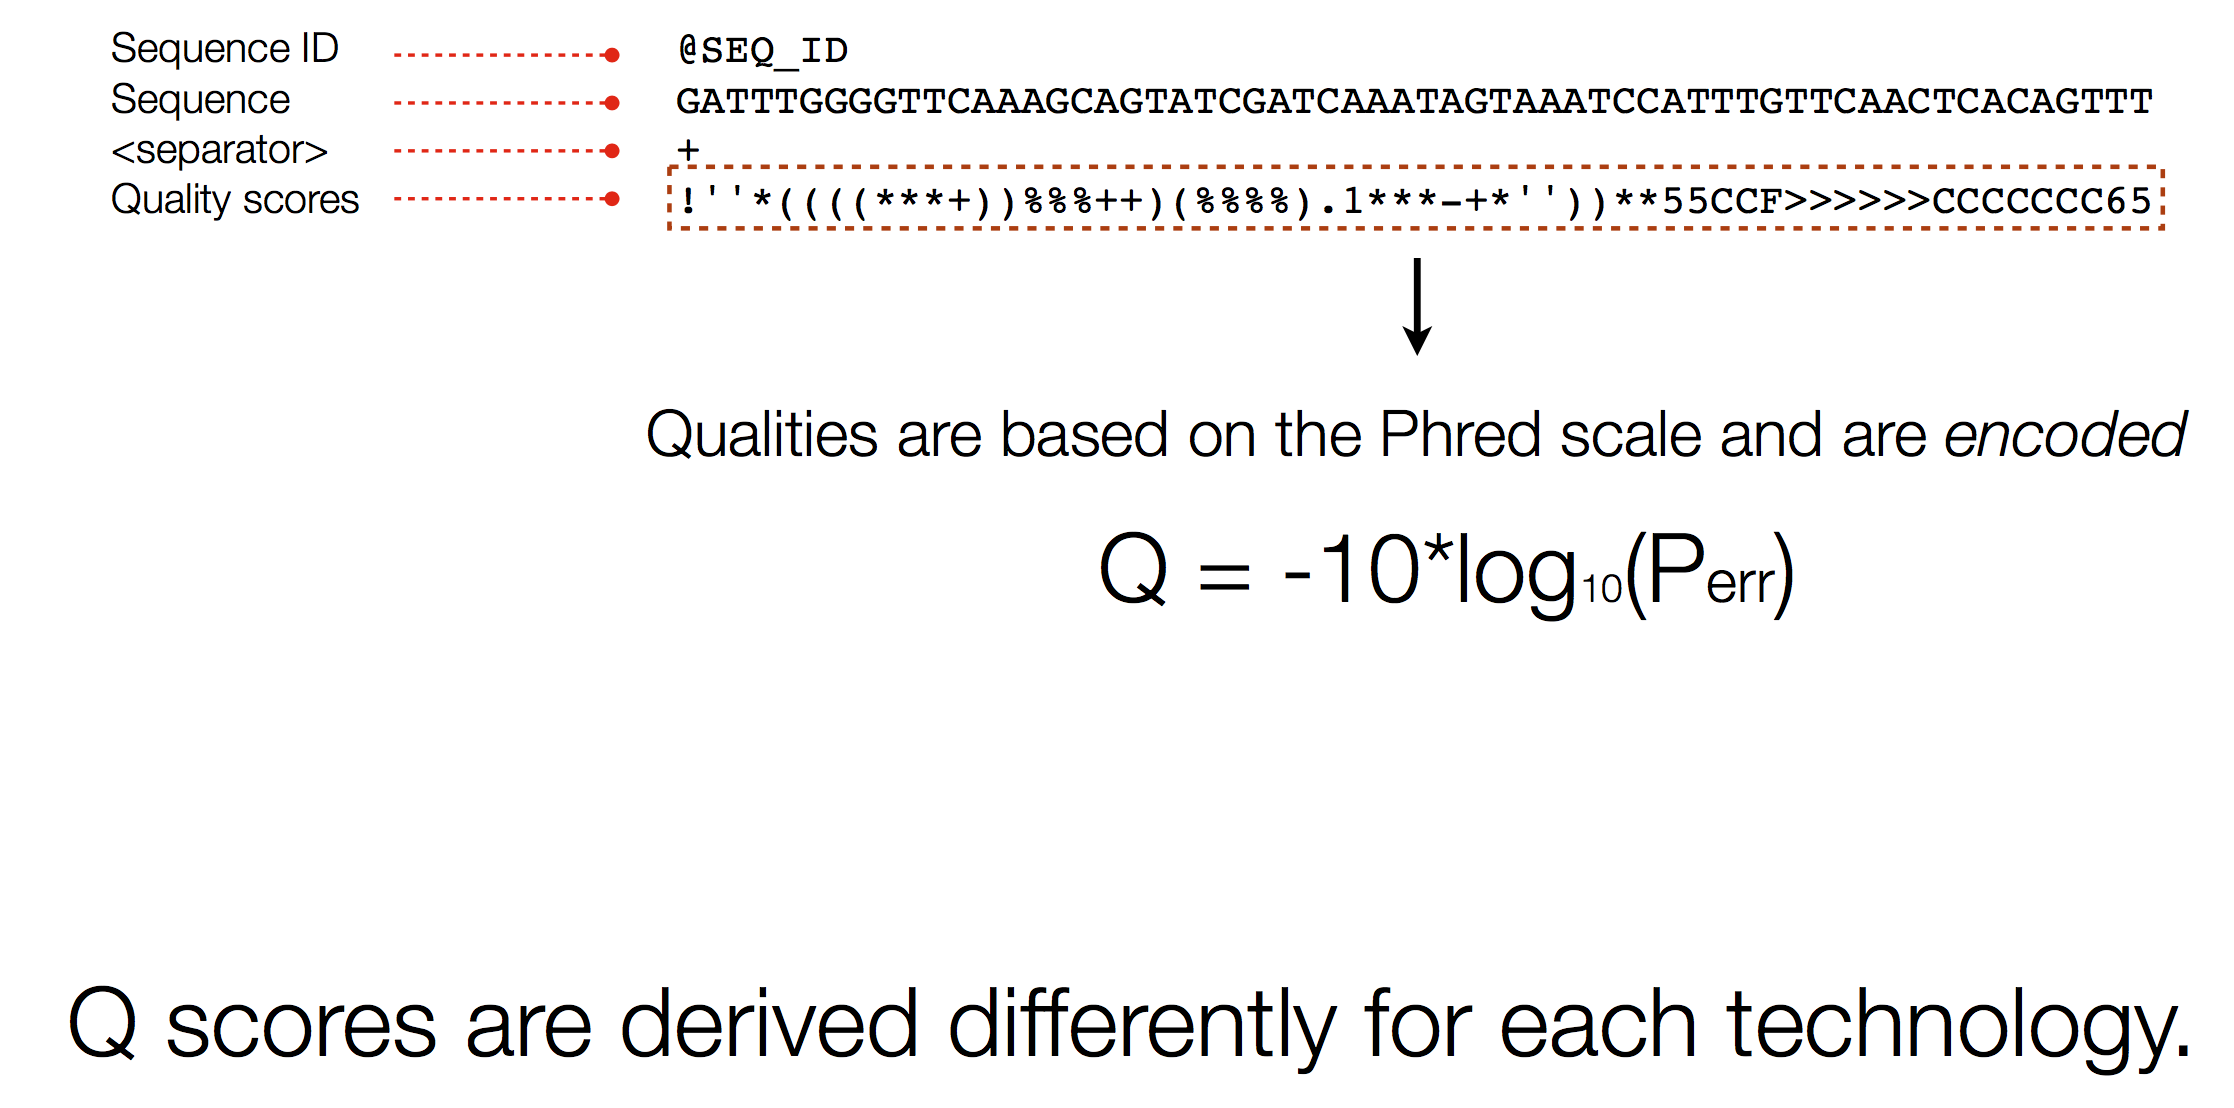 Sequence ID @SEQ_ID
Sequence GATTTGGGGTTCAAAGCAGTATCGATCAAATAGTAAATCCATTTGTTCAACTCACAGTTT
<separator> +
Quality scores !''*((((***+))%%%++)(%%%%).1***-+*''))**55CCF>>>>>>CCCCCCC65
Qualities are based on the Phred scale and are encoded
Q = -10*log10(Perr)
Q scores are derived differently for each technology.